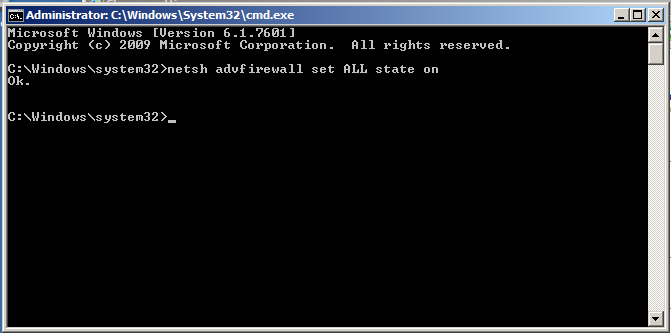 Administrator: C:\Windows\System32\cmd.exe
Microsoft Windows [Version 6.1.7601]
Copyright (c) 2009 Microsoft Corporation.  All rights reserved.
C:\Windows\system32>netsh advfirewall set ALL state on
Ok.
C:\Windows\system32>_